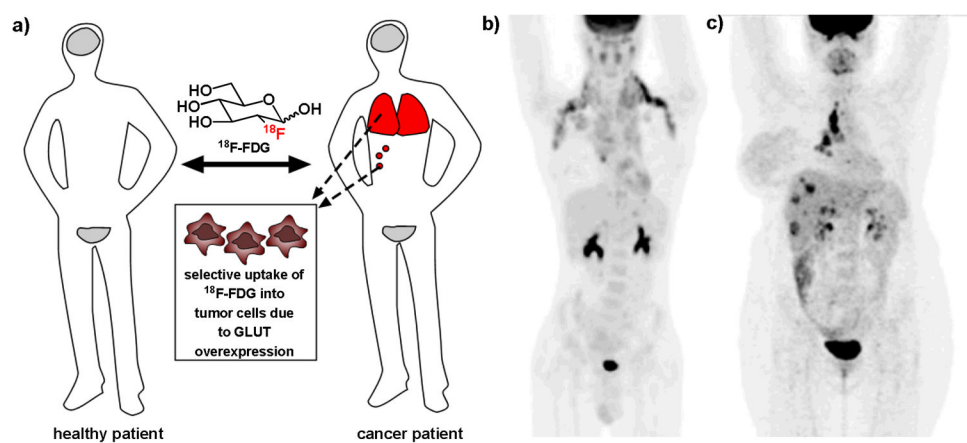 a)
b)
c)
HO
OH
O
HO
HO
OH
18F
18F-FDG
selective uptake of
18F-FDG into
tumor cells due
to GLUT
overexpression
healthy patient
cancer patient